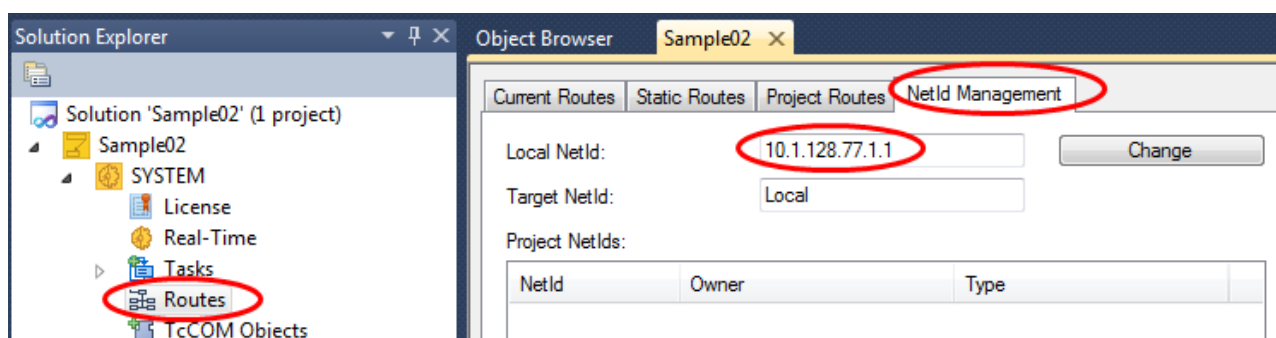 Solution Explorer
Solution 'Sample02' (1 project)
Sample02
SYSTEM
License
Real-Time
Tasks
Routes
TcCOM Objects
Object Browser Sample02
Current Routes Static Routes Project Routes NetId Management
Local NetId: 10.1.128.77.1.1 Change
Target NetId: Local
Project NetIds:
NetId Owner Type